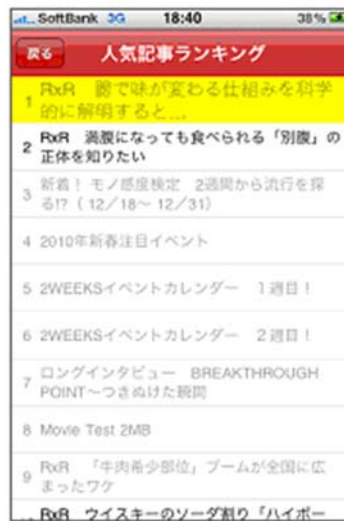 SoftBank 3G 18:40 38%
戻る 人気記事ランキング
1 RxR 器で味が変わる仕組みを科学
的に解明すると...
2 RxR 満腹になっても食べられる「別腹」の
正体を知りたい
3 新着！モノ感度検定 2週間から流行を探
る!?（12/18～12/31）
4 2010年新春注目イベント
5 2WEEKSイベントカレンダー 1週目！
6 2WEEKSイベントカレンダー 2週目！
7 ロングインタビュー BREAKTHROUGH
POINT～つきぬけた瞬間
8 Movie Test 2MB
9 RxR 「牛肉希少部位」ブームが全国に広
まったワケ
RxR ウイスキーのソーダ割り「ハイボー